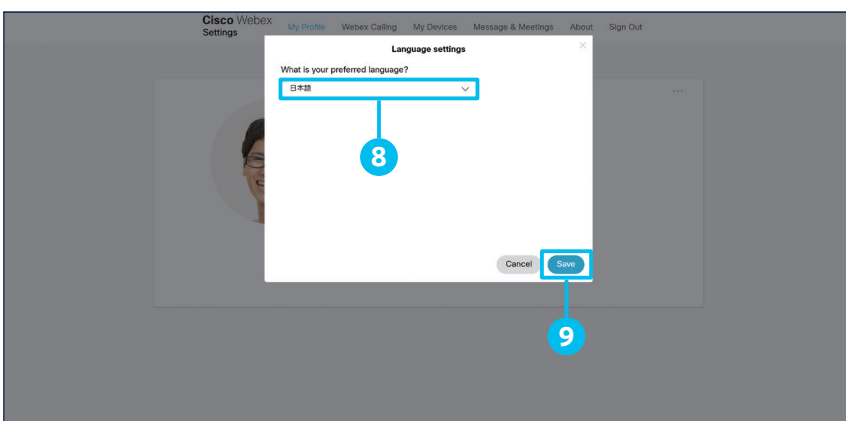 Cisco Webex
Settings
My Profile Webex Calling My Devices Message & Meetings About Sign Out
Language settings
What is your preferred language?
日本語
8
Cancel Save
9